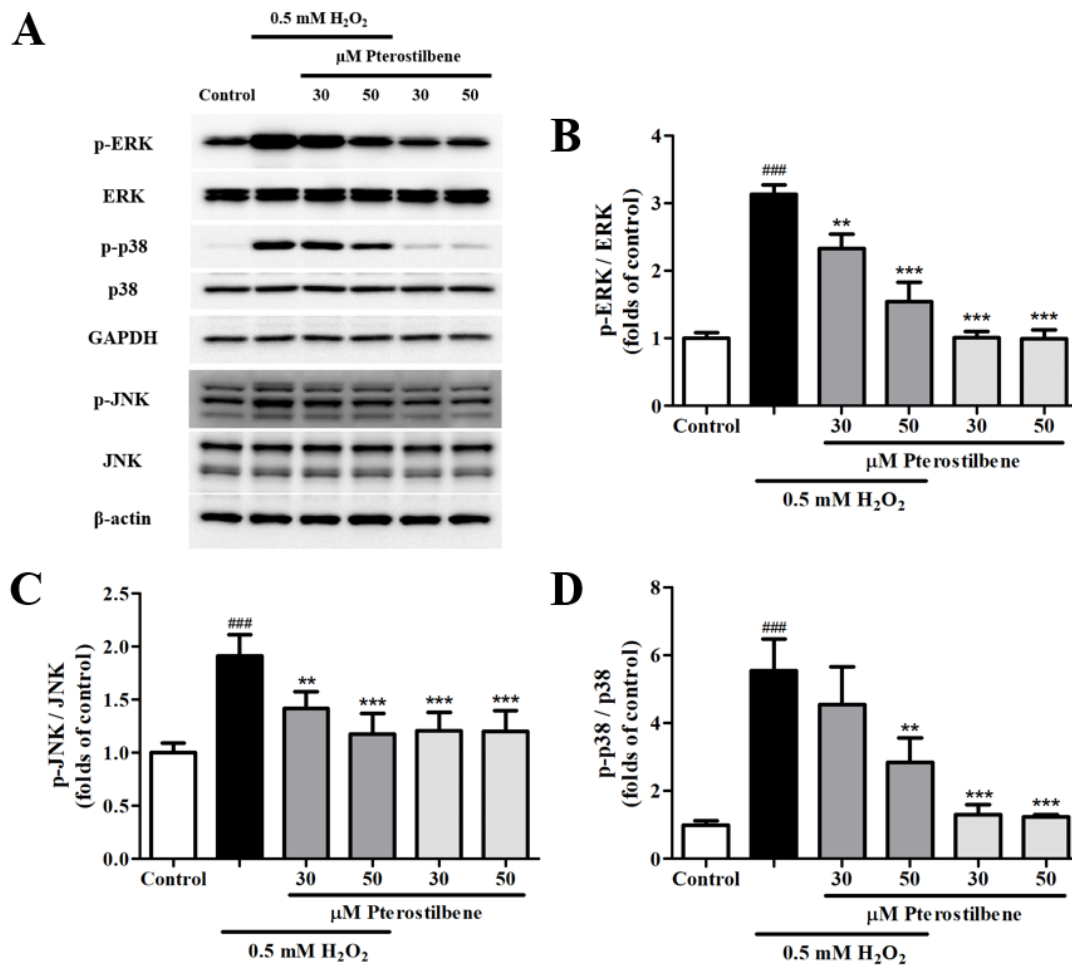 A
0.5 mM H₂O₂
μM Pterostilbene
Control 30 50 30 50
p-ERK
ERK
p-p38
p38
GAPDH
p-JNK
JNK
β-actin
B
p-ERK / ERK
(folds of control)
4
3
2
1
0
###
**
***
***
***
Control 30 50 30 50
μM Pterostilbene
0.5 mM H₂O₂
C
p-JNK / JNK
(folds of control)
2.5
2.0
1.5
1.0
0.5
0.0
###
**
***
***
***
Control 30 50 30 50
μM Pterostilbene
0.5 mM H₂O₂
D
p-p38 / p38
(folds of control)
8
6
4
2
0
###
**
***
***
Control 30 50 30 50
μM Pterostilbene
0.5 mM H₂O₂